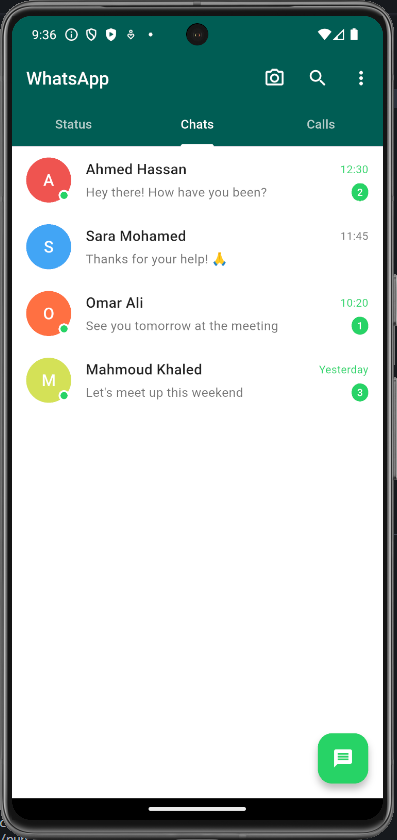 9:36
WhatsApp
Status Chats Calls
A Ahmed Hassan 12:30
Hey there! How have you been? 2
S Sara Mohamed 11:45
Thanks for your help! 🙏
O Omar Ali 10:20
See you tomorrow at the meeting 1
M Mahmoud Khaled Yesterday
Let's meet up this weekend 3